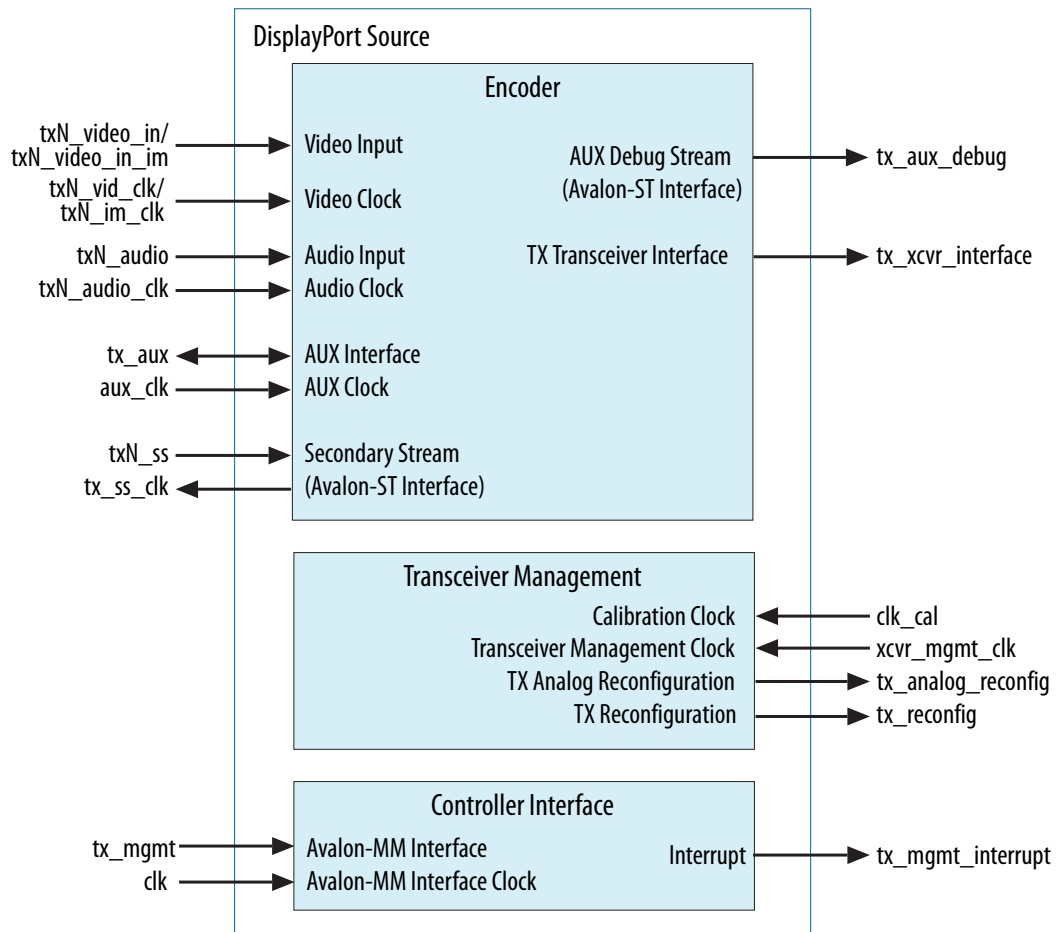 DisplayPort Source
Encoder
txN_video_in/
txN_video_in_im
Video Input
AUX Debug Stream
(Avalon-ST Interface)
tx_aux_debug
txN_vid_clk/
txN_im_clk
Video Clock
txN_audio
Audio Input
TX Transceiver Interface
tx_xcvr_interface
txN_audio_clk
Audio Clock
tx_aux
AUX Interface
aux_clk
AUX Clock
txN_ss
Secondary Stream
tx_ss_clk
(Avalon-ST Interface)
Transceiver Management
Calibration Clock
clk_cal
Transceiver Management Clock
xcvr_mgmt_clk
TX Analog Reconfiguration
tx_analog_reconfig
TX Reconfiguration
tx_reconfig
Controller Interface
tx_mgmt
Avalon-MM Interface
Interrupt
tx_mgmt_interrupt
clk
Avalon-MM Interface Clock